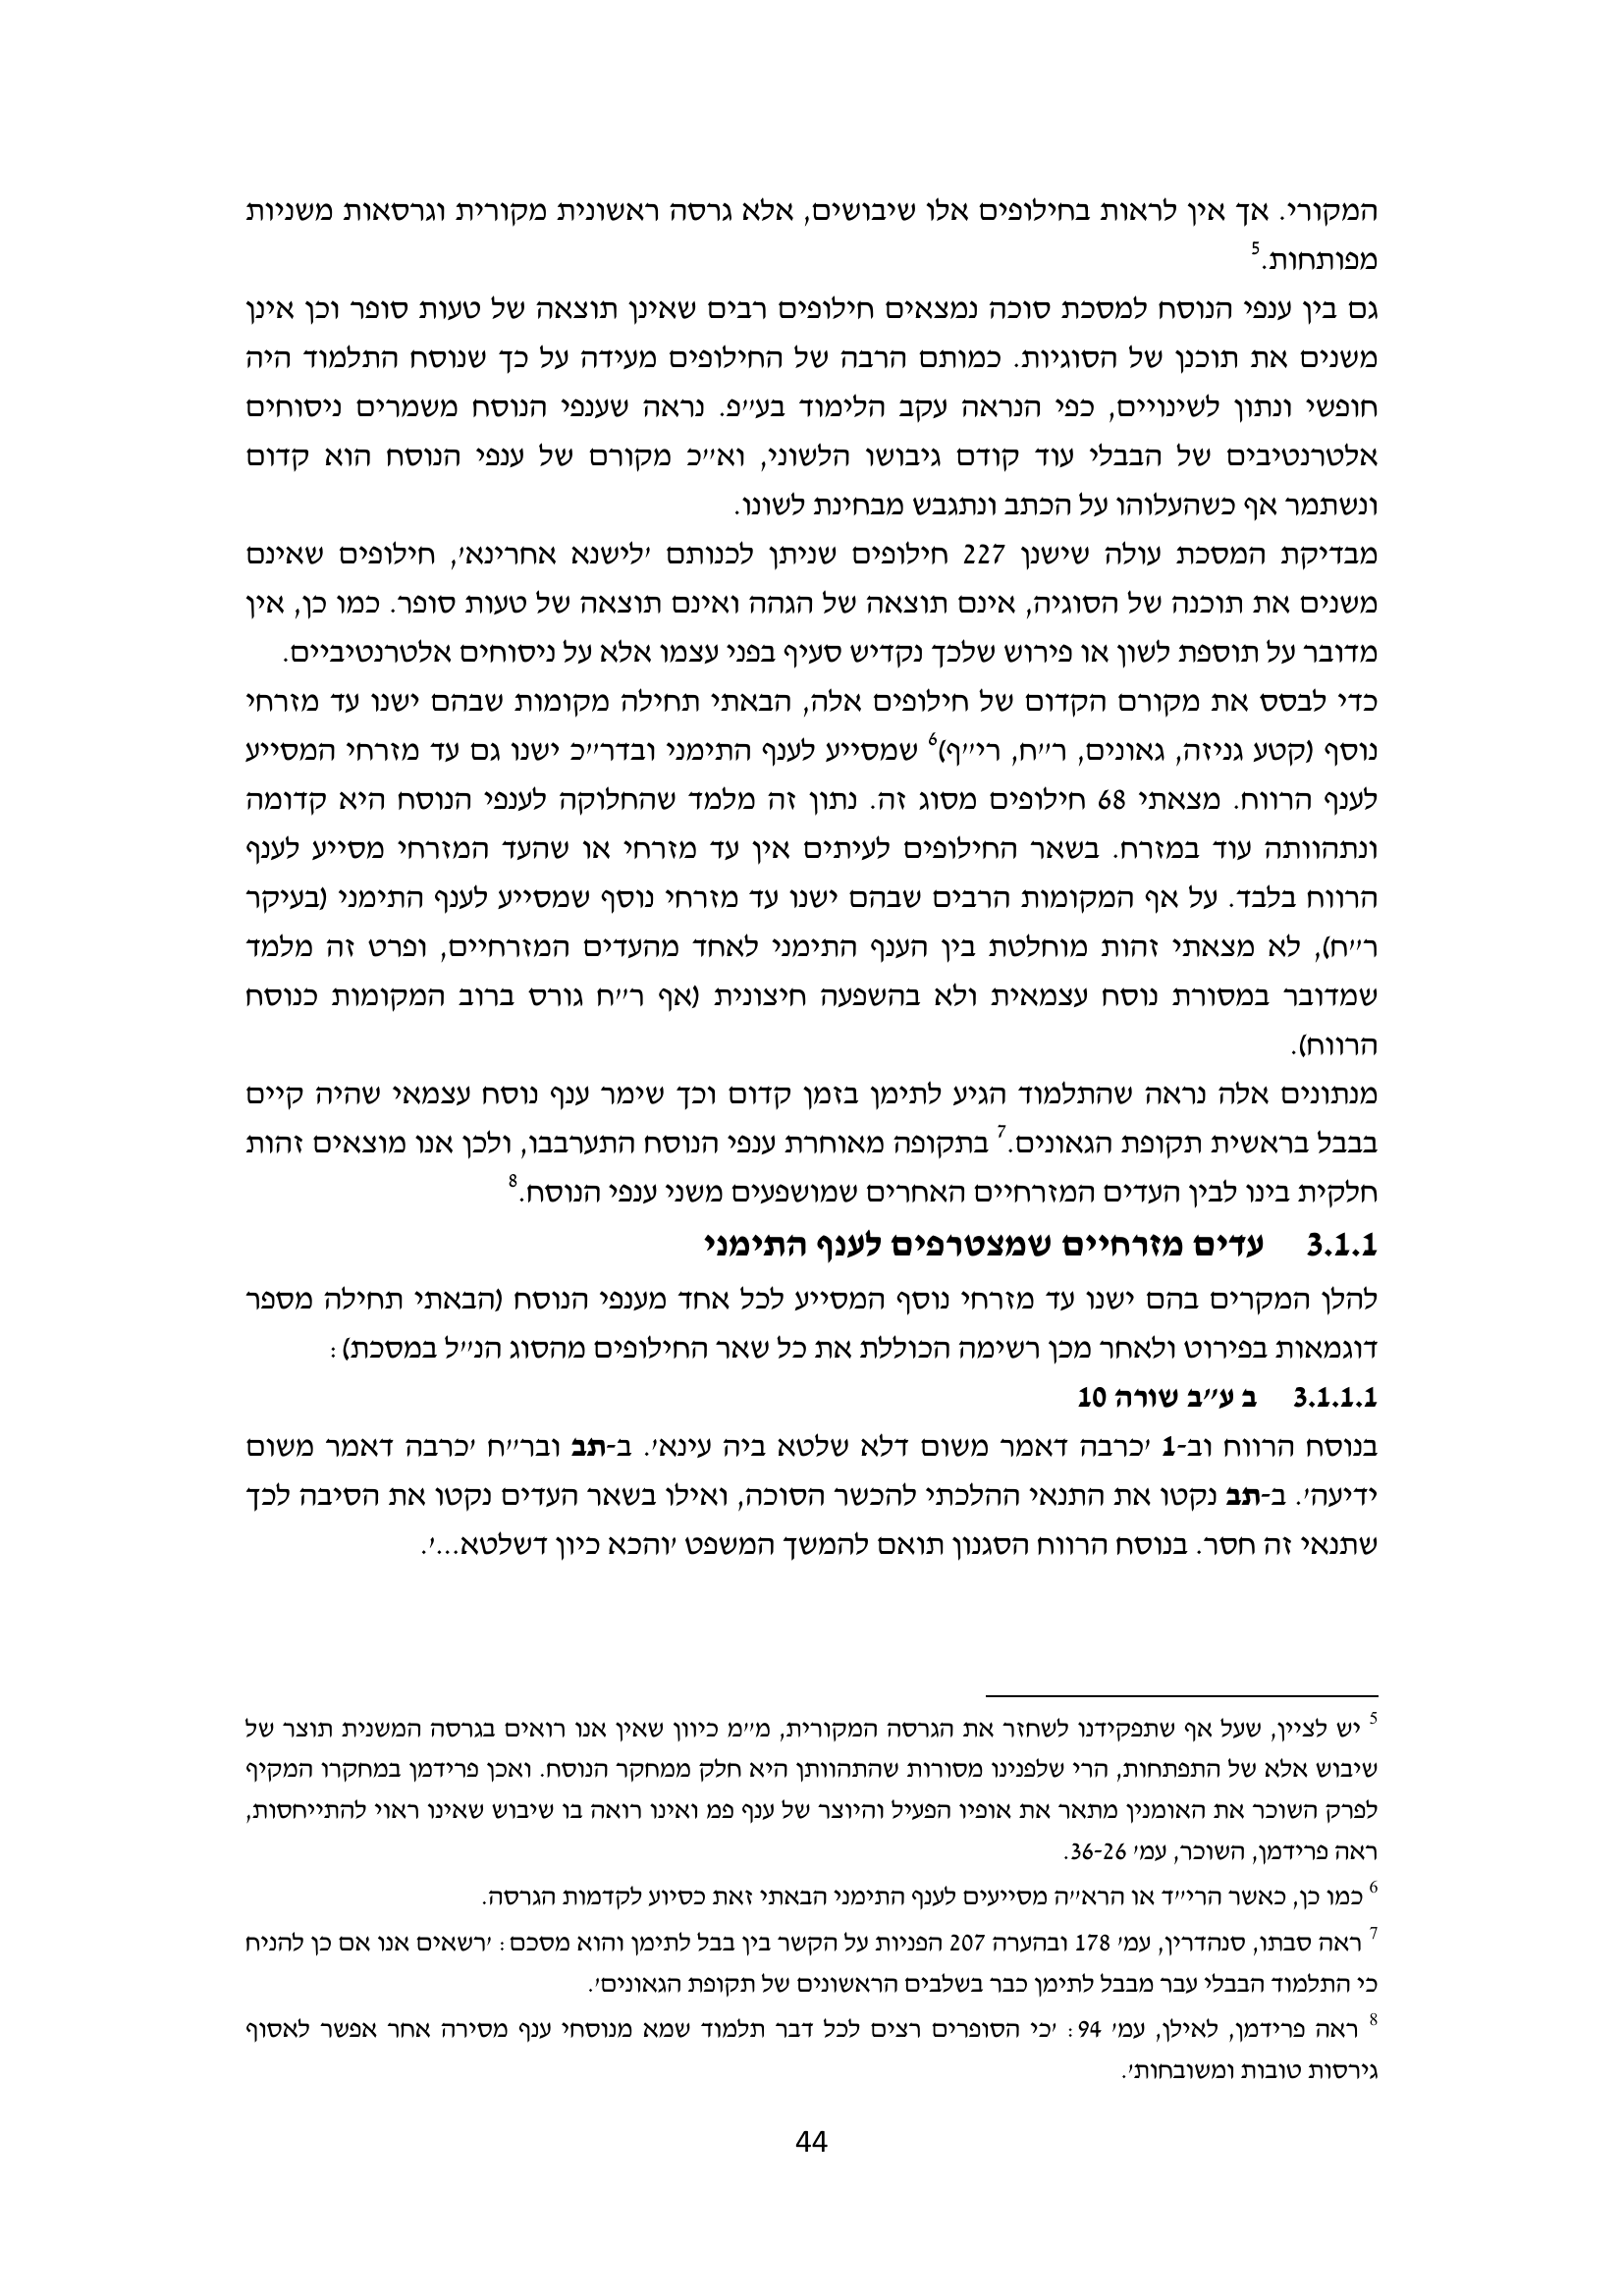 המקורי. אך אין לראות בחילופים אלו שיבושים, אלא גרסה ראשונית מקורית וגרסאות משניות
מפותחות.5
גם בין ענפי הנוסח למסכת סוכה נמצאים חילופים רבים שאינן תוצאה של טעות סופר וכן אינן
משנים את תוכנן של הסוגיות. כמותם הרבה של החילופים מעידה על כך שנוסח התלמוד היה
חופשי ונתון לשינויים, כפי הנראה עקב הלימוד בע״פ. נראה שענפי הנוסח משמרים ניסוחים
אלטרנטיבים של הבבלי עוד קודם גיבושו הלשוני, וא״כ מקורם של ענפי הנוסח הוא קדום
ונשתמר אף כשהעלוהו על הכתב ונתגבש מבחינת לשונו.
מבדיקת המסכת עולה שישנן 227 חילופים שניתן לכנותם ׳לישנא אחרינא׳, חילופים שאינם
משנים את תוכנה של הסוגיה, אינם תוצאה של הגהה ואינם תוצאה של טעות סופר. כמו כן, אין
מדובר על תוספת לשון או פירוש שלכך נקדיש סעיף בפני עצמו אלא על ניסוחים אלטרנטיביים.
כדי לבסס את מקורם הקדום של חילופים אלה, הבאתי תחילה מקומות שבהם ישנו עד מזרחי
נוסף (קטע גניזה, גאונים, ר״ח, רי״ף)6 שמסייע לענף התימני ובדר״כ ישנו גם עד מזרחי המסייע
לענף הרווח. מצאתי 68 חילופים מסוג זה. נתון זה מלמד שהחלוקה לענפי הנוסח היא קדומה
ונתהוותה עוד במזרח. בשאר החילופים לעיתים אין עד מזרחי או שהעד המזרחי מסייע לענף
הרווח בלבד. על אף המקומות הרבים שבהם ישנו עד מזרחי נוסף שמסייע לענף התימני (בעיקר
ר״ח), לא מצאתי זהות מוחלטת בין הענף התימני לאחד מהעדים המזרחיים, ופרט זה מלמד
שמדובר במסורת נוסח עצמאית ולא בהשפעה חיצונית (אף ר״ח גורס ברוב המקומות כנוסח
הרווח).
מנתונים אלה נראה שהתלמוד הגיע לתימן בזמן קדום וכך שימר ענף נוסח עצמאי שהיה קיים
בבבל בראשית תקופת הגאונים.7 בתקופה מאוחרת ענפי הנוסח התערבבו, ולכן אנו מוצאים זהות
חלקית בינו לבין העדים המזרחיים האחרים שמושפעים משני ענפי הנוסח.8
3.1.1 עדים מזרחיים שמצטרפים לענף התימני
להלן המקרים בהם ישנו עד מזרחי נוסף המסייע לכל אחד מענפי הנוסח (הבאתי תחילה מספר
דוגמאות בפירוט ולאחר מכן רשימה הכוללת את כל שאר החילופים מהסוג הנ״ל במסכת):
3.1.1.1 ב ע״ב שורה 10
בנוסח הרווח וב-1 ׳כרבה דאמר משום דלא שלטא ביה עינא׳. ב-תב ובר״ח ׳כרבה דאמר משום
ידיעה׳. ב-תב נקטו את התנאי ההלכתי להכשר הסוכה, ואילו בשאר העדים נקטו את הסיבה לכך
שתנאי זה חסר. בנוסח הרווח הסגנון תואם להמשך המשפט ׳והכא כיון דשלטא...׳.
5 יש לציין, שעל אף שתפקידנו לשחזר את הגרסה המקורית, מ״מ כיוון שאין אנו רואים בגרסה המשנית תוצר של
שיבוש אלא של התפתחות, הרי שלפנינו מסורות שהתהוותן היא חלק ממחקר הנוסח. ואכן פרידמן במחקרו המקיף
לפרק השוכר את האומנין מתאר את אופיו הפעיל והיוצר של ענף פמ ואינו רואה בו שיבוש שאינו ראוי להתייחסות,
ראה פרידמן, השוכר, עמ׳ 36-26.
6 כמו כן, כאשר הרי״ד או הרא״ה מסייעים לענף התימני הבאתי זאת כסיוע לקדמות הגרסה.
7 ראה סבתו, סנהדרין, עמ׳ 178 ובהערה 207 הפניות על הקשר בין בבל לתימן והוא מסכם: ׳רשאים אנו אם כן להניח
כי התלמוד הבבלי עבר מבבל לתימן כבר בשלבים הראשונים של תקופת הגאונים׳.
8 ראה פרידמן, לאילן, עמ׳ 94: ׳כי הסופרים רצים לכל דבר תלמוד שמא מנוסחי ענף מסירה אחר אפשר לאסוף
גירסות טובות ומשובחות׳.
44